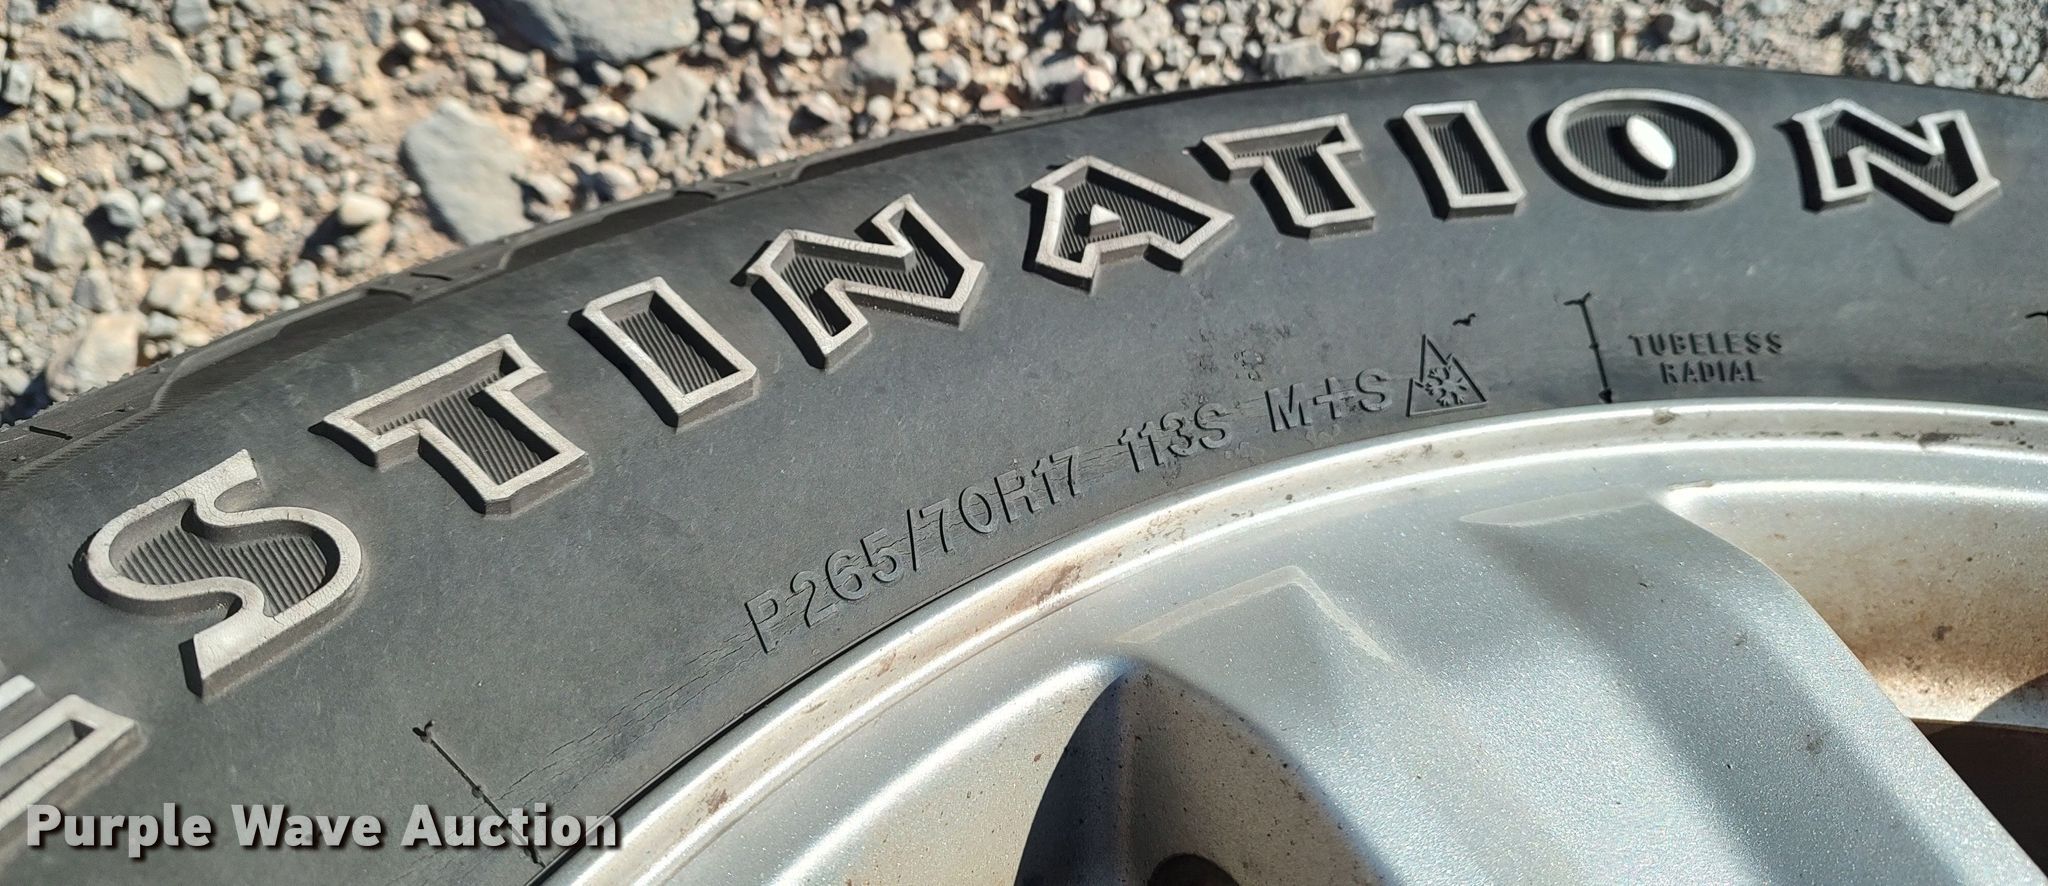 STINATION
P265/70R17 113S M+S
TUBELESS
RADIAL
Purple Wave Auction